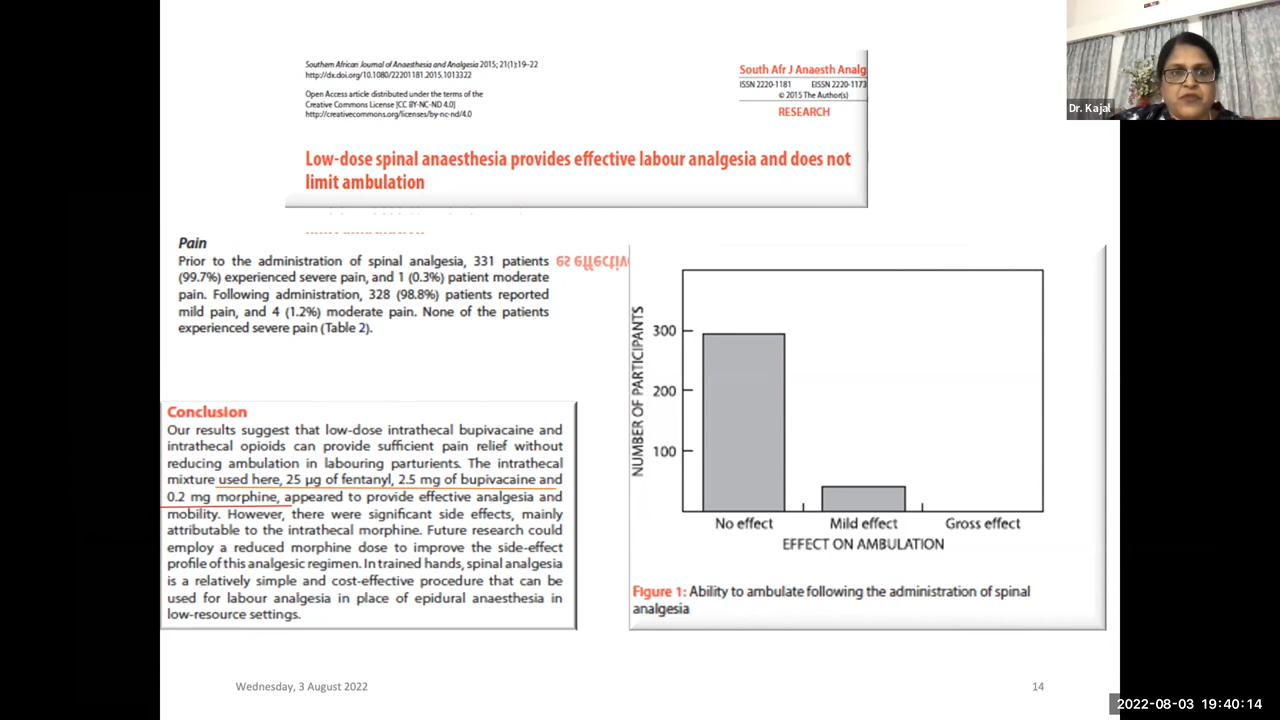 Southern African Journal of Anaesthesia and Analgesia 2015; 21(1):19–22
http://dx.doi.org/10.1080/22201181.2015.1013322
Open Access article distributed under the terms of the
Creative Commons License [CC BY-NC-ND 4.0]
http://creativecommons.org/licenses/by-nc-nd/4.0
South Afr J Anaesth Analg
ISSN 2220-1181 EISSN 2220-1173
© 2015 The Author(s)
RESEARCH
Low-dose spinal anaesthesia provides effective labour analgesia and does not
limit ambulation
Dr. Kajal
Pain
Prior to the administration of spinal analgesia, 331 patients
(99.7%) experienced severe pain, and 1 (0.3%) patient moderate
pain. Following administration, 328 (98.8%) patients reported
mild pain, and 4 (1.2%) moderate pain. None of the patients
experienced severe pain (Table 2).
es effectiv
Conclusion
Our results suggest that low-dose intrathecal bupivacaine and
intrathecal opioids can provide sufficient pain relief without
reducing ambulation in labouring parturients. The intrathecal
mixture used here, 25 µg of fentanyl, 2.5 mg of bupivacaine and
0.2 mg morphine, appeared to provide effective analgesia and
mobility. However, there were significant side effects, mainly
attributable to the intrathecal morphine. Future research could
employ a reduced morphine dose to improve the side-effect
profile of this analgesic regimen. In trained hands, spinal analgesia
is a relatively simple and cost-effective procedure that can be
used for labour analgesia in place of epidural anaesthesia in
low-resource settings.
NUMBER OF PARTICIPANTS
300
200
100
No effect Mild effect Gross effect
EFFECT ON AMBULATION
Figure 1: Ability to ambulate following the administration of spinal
analgesia
Wednesday, 3 August 2022
14
2022-08-03 19:40:14